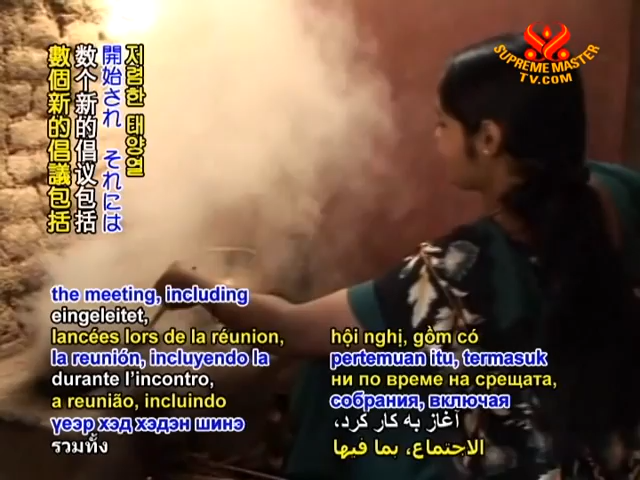 SUPREME MASTER
TV.COM
저렴한 태양열
開始され それには
数个新的倡议包括
數個新的倡議包括
the meeting, including
eingeleitet,
lancées lors de la réunion,
la reunión, incluyendo la
durante l'incontro,
a reunião, incluindo
үеэр хэд хэдэн шинэ
รวมทั้ง
hội nghị, gồm có
pertemuan itu, termasuk
ни по време на срещата,
собрания, включая
آغاز به کار کرد،
الاجتماع، بما فيها